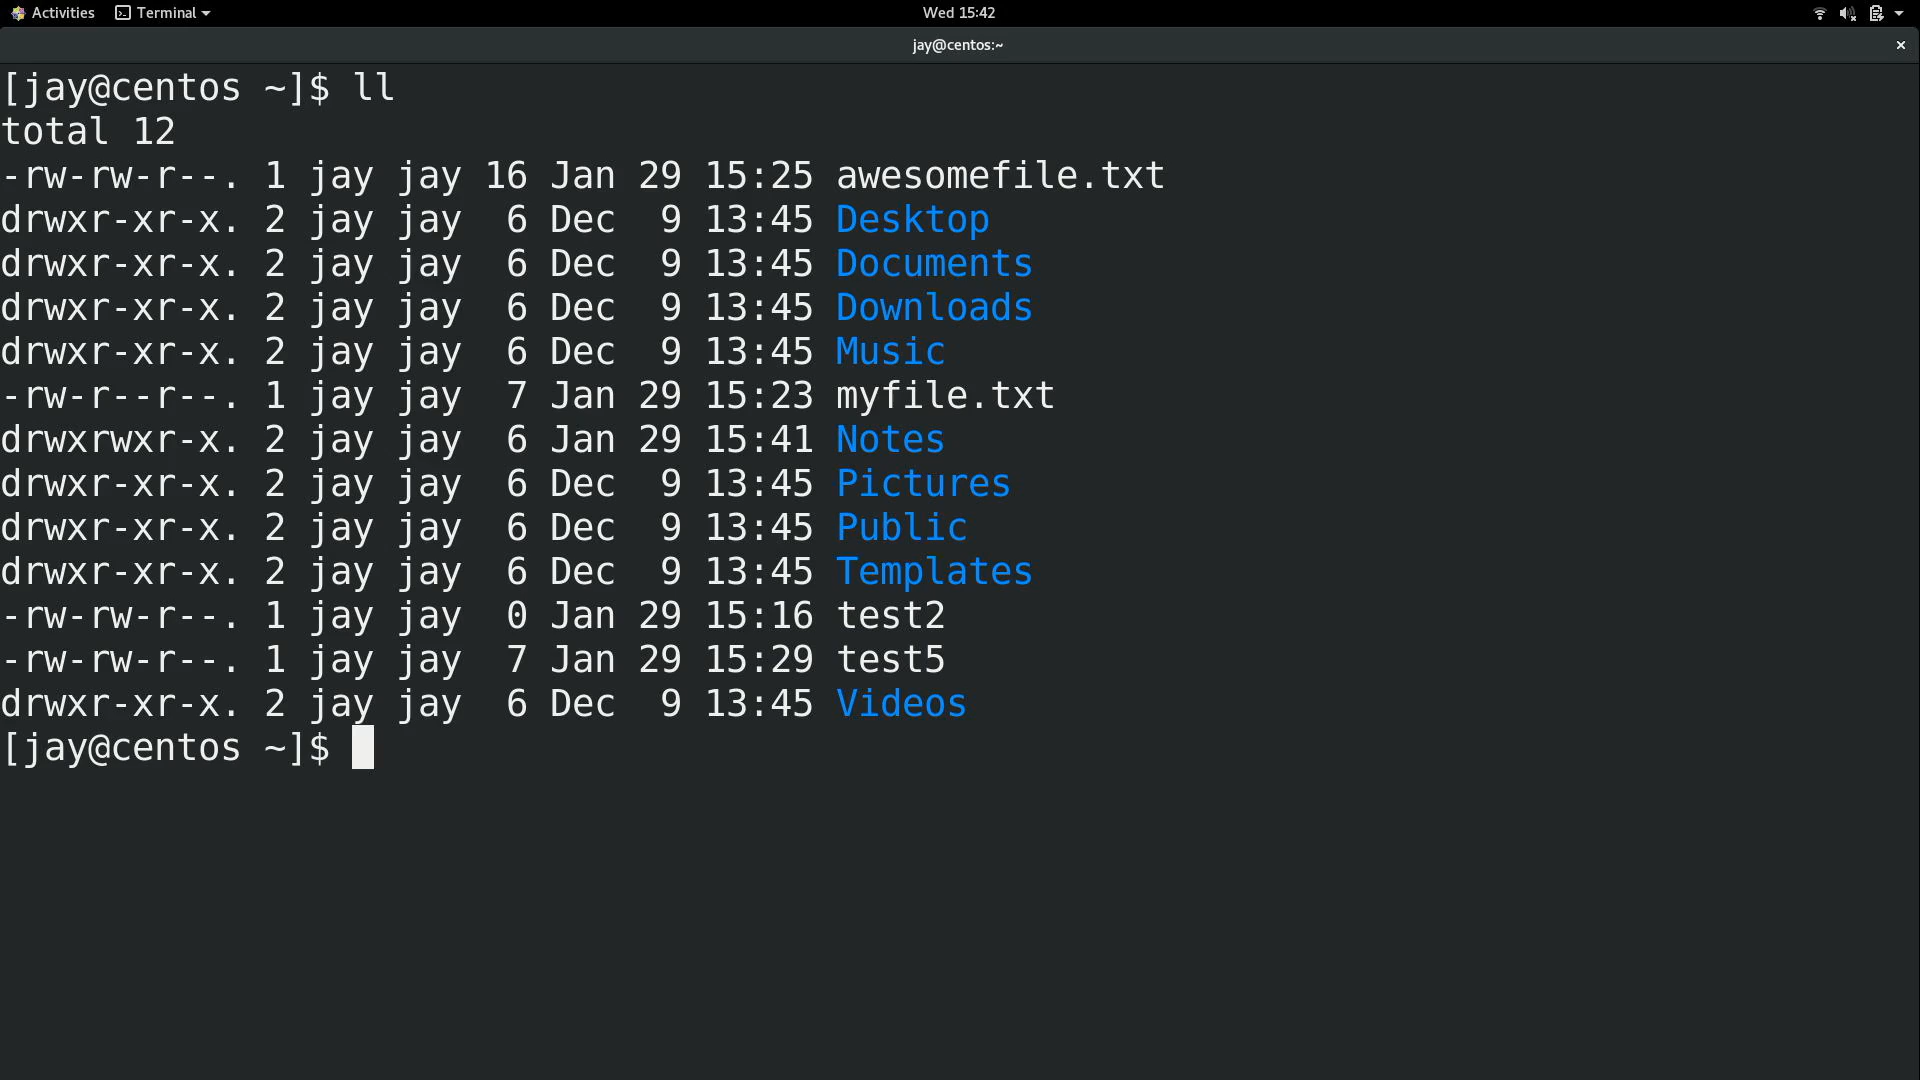 Activities Terminal Wed 15:42
jay@centos:~
[jay@centos ~]$ ll
total 12
-rw-rw-r--. 1 jay jay 16 Jan 29 15:25 awesomefile.txt
drwxr-xr-x. 2 jay jay  6 Dec  9 13:45 Desktop
drwxr-xr-x. 2 jay jay  6 Dec  9 13:45 Documents
drwxr-xr-x. 2 jay jay  6 Dec  9 13:45 Downloads
drwxr-xr-x. 2 jay jay  6 Dec  9 13:45 Music
-rw-r--r--. 1 jay jay  7 Jan 29 15:23 myfile.txt
drwxrwxr-x. 2 jay jay  6 Jan 29 15:41 Notes
drwxr-xr-x. 2 jay jay  6 Dec  9 13:45 Pictures
drwxr-xr-x. 2 jay jay  6 Dec  9 13:45 Public
drwxr-xr-x. 2 jay jay  6 Dec  9 13:45 Templates
-rw-rw-r--. 1 jay jay  0 Jan 29 15:16 test2
-rw-rw-r--. 1 jay jay  7 Jan 29 15:29 test5
drwxr-xr-x. 2 jay jay  6 Dec  9 13:45 Videos
[jay@centos ~]$